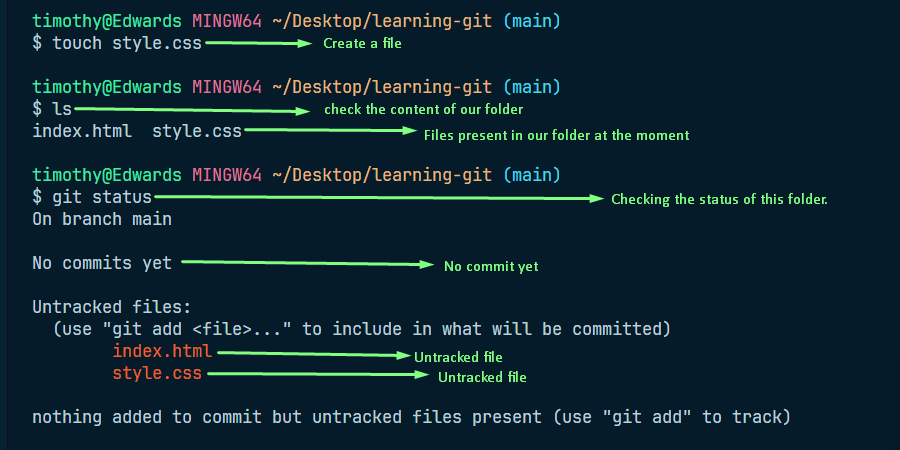 timothy@Edwards MINGW64 ~/Desktop/learning-git (main)
$ touch style.css Create a file
timothy@Edwards MINGW64 ~/Desktop/learning-git (main)
$ ls check the content of our folder
index.html style.css Files present in our folder at the moment
timothy@Edwards MINGW64 ~/Desktop/learning-git (main)
$ git status Checking the status of this folder.
On branch main
No commits yet No commit yet
Untracked files:
(use "git add <file>..." to include in what will be committed)
index.html Untracked file
style.css Untracked file
nothing added to commit but untracked files present (use "git add" to track)